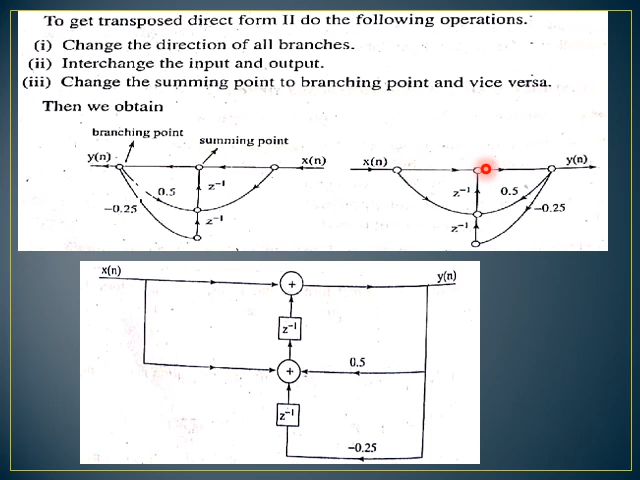 To get transposed direct form II do the following operations.
(i) Change the direction of all branches.
(ii) Interchange the input and output.
(iii) Change the summing point to branching point and vice versa.
Then we obtain
branching point
summing point
y(n)
x(n)
x(n)
y(n)
0.5
z⁻¹
z⁻¹
0.5
−0.25
z⁻¹
z⁻¹
−0.25
x(n)
y(n)
+
z⁻¹
+
0.5
z⁻¹
−0.25